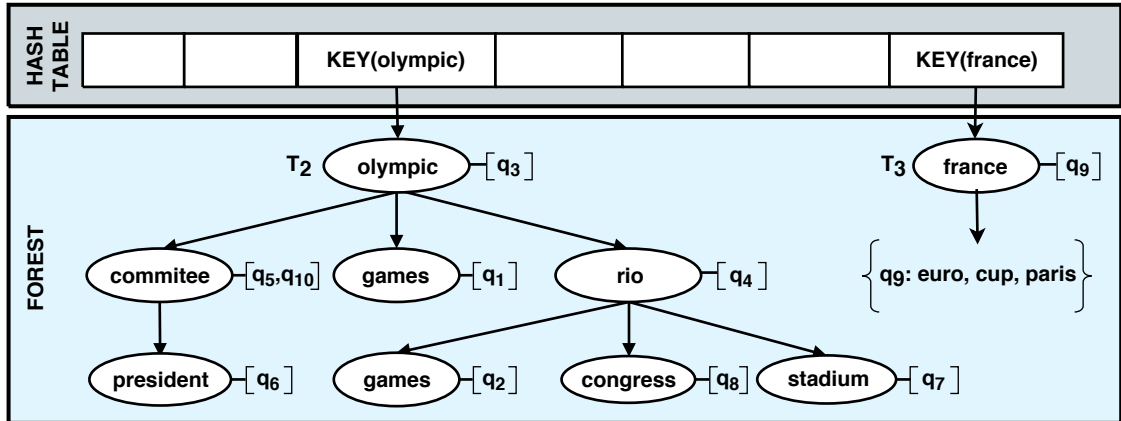 HASH TABLE
KEY(olympic) KEY(france)
FOREST
T2 olympic [q3] T3 france [q9]
commitee [q5,q10] games [q1] rio [q4] {q9: euro, cup, paris}
president [q6] games [q2] congress [q8] stadium [q7]